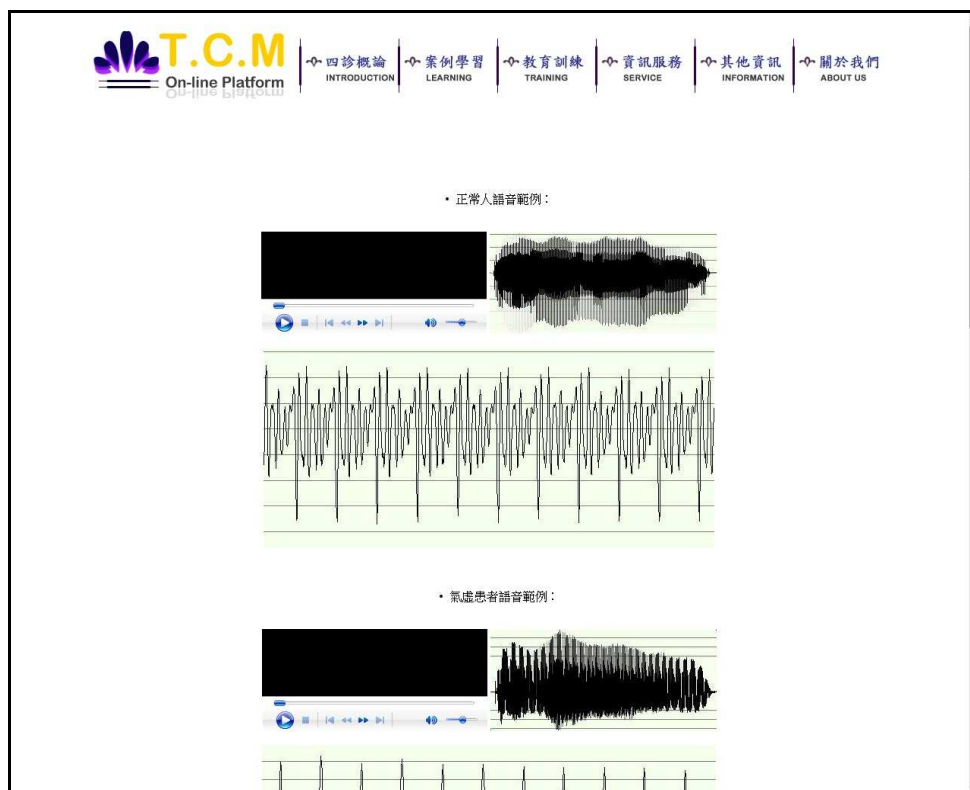 T.C.M
On-line Platform
四診概論
INTRODUCTION
案例學習
LEARNING
教育訓練
TRAINING
資訊服務
SERVICE
其他資訊
INFORMATION
關於我們
ABOUT US
• 正常人語音範例：
• 氣虛患者語音範例：